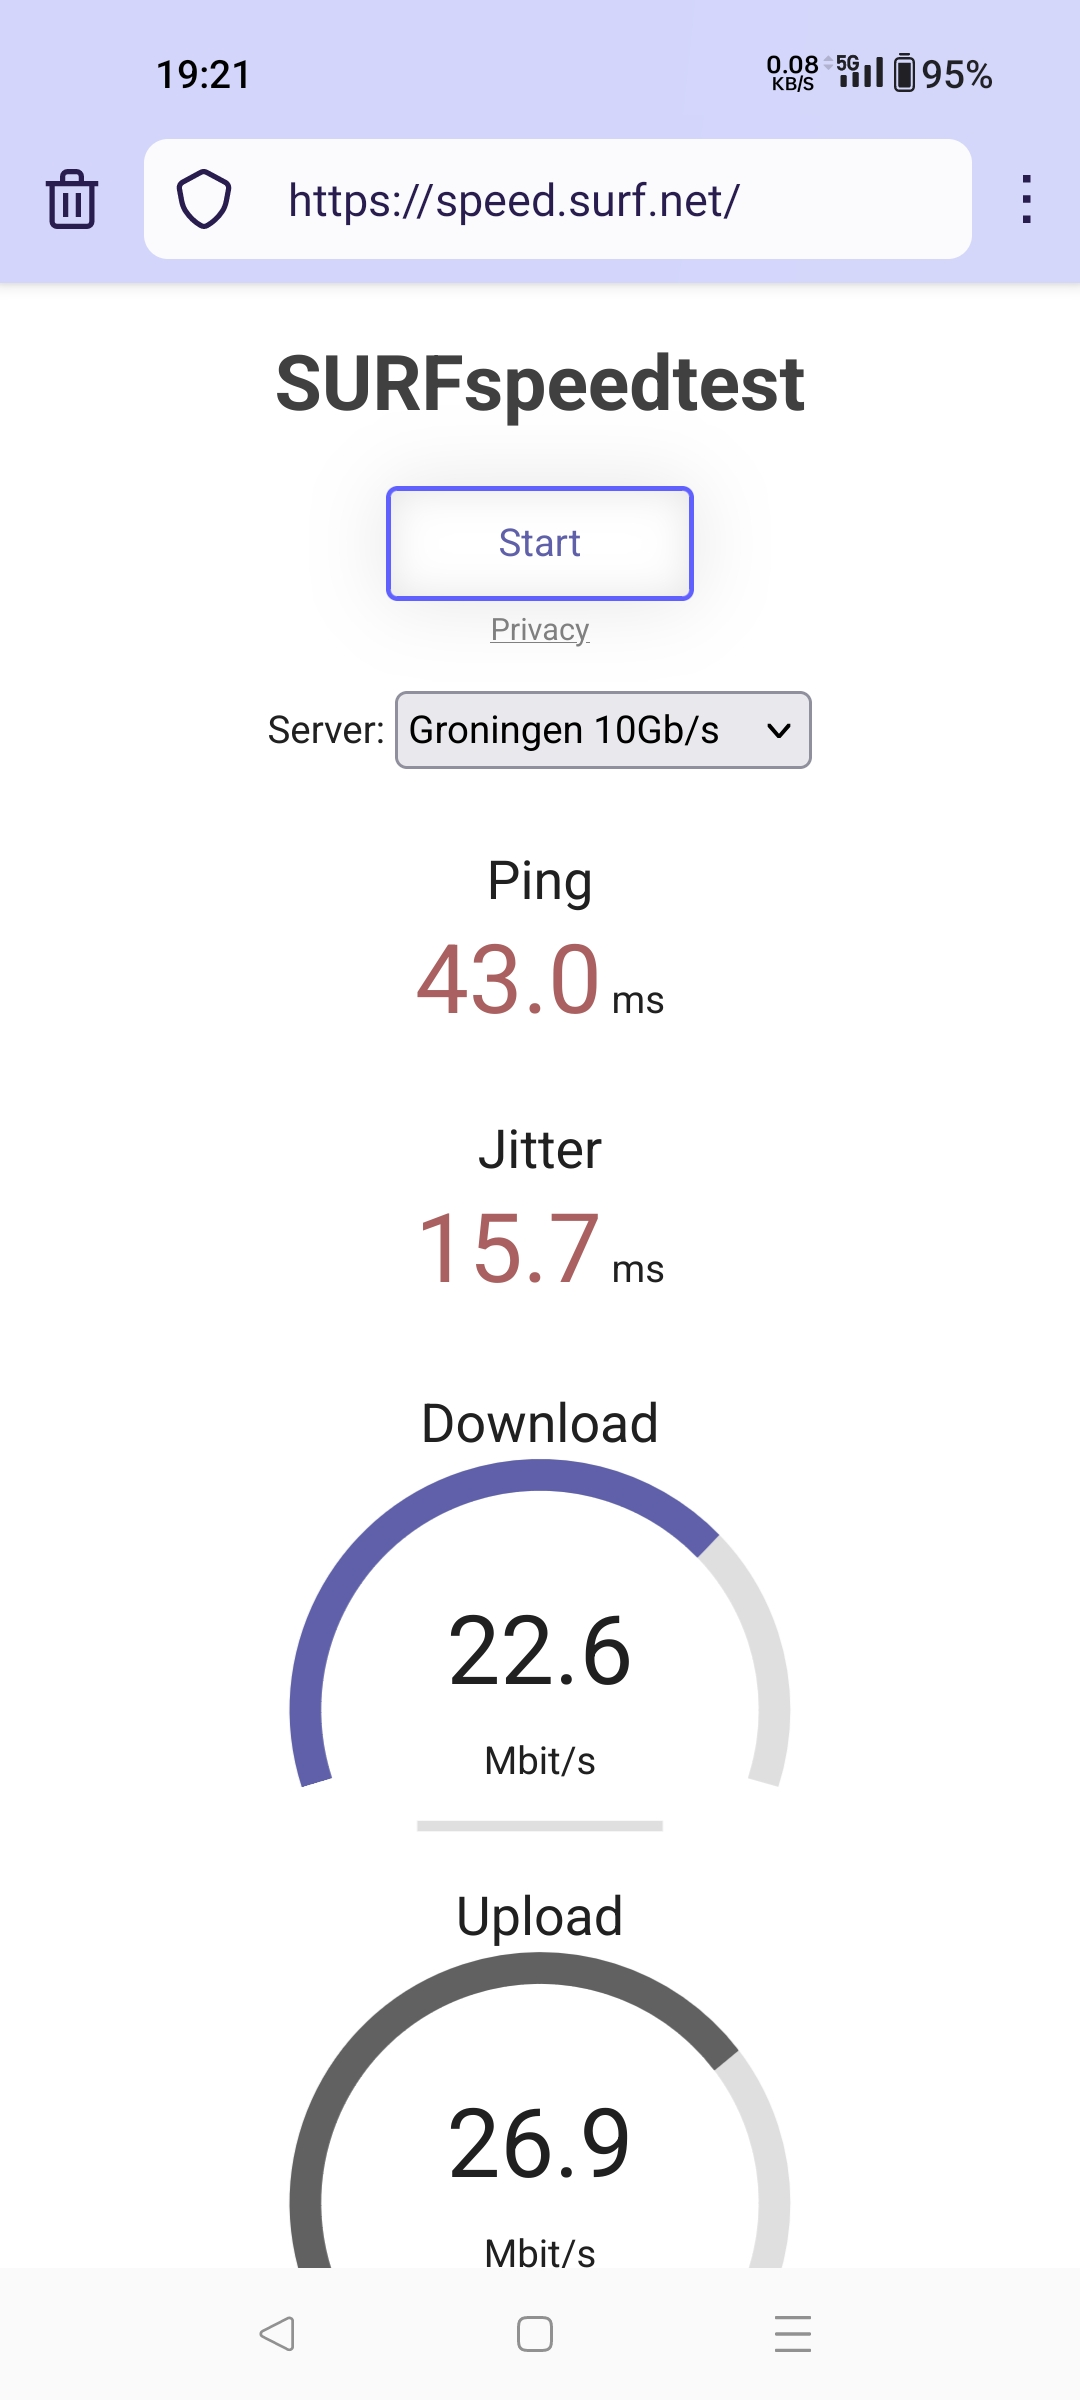 19:21
0.08 KB/S 5G 95%
https://speed.surf.net/
SURFspeedtest
Start
Privacy
Server: Groningen 10Gb/s
Ping
43.0 ms
Jitter
15.7 ms
Download
22.6
Mbit/s
Upload
26.9
Mbit/s